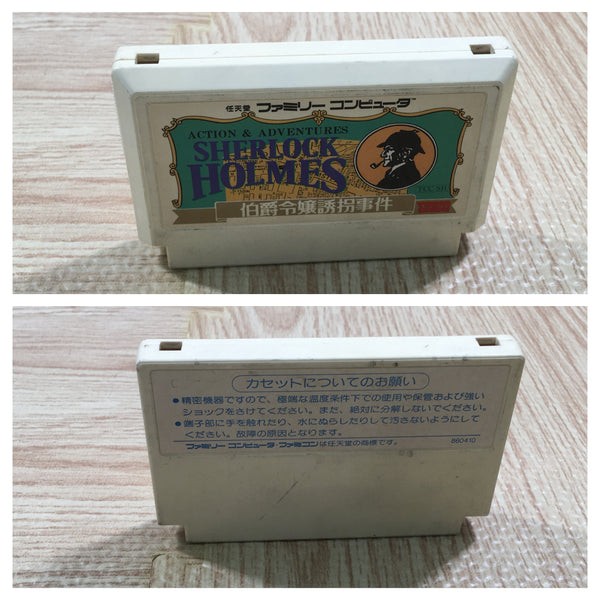 任天堂 ファミリー コンピュータ™
ACTION & ADVENTURES
SHERLOCK
HOLMES
伯爵令嬢誘拐事件
カセットについてのお願い
●精密機器ですので、極端な温度条件下での使用や保管および強い
ショックをさけてください。また、絶対に分解しないでください。
●端子部に手を触れたり、水にぬらしたりして汚さないようにして
ください。故障の原因となります。
ファミリー コンピュータ・ファミコンは任天堂の商標です。
860410